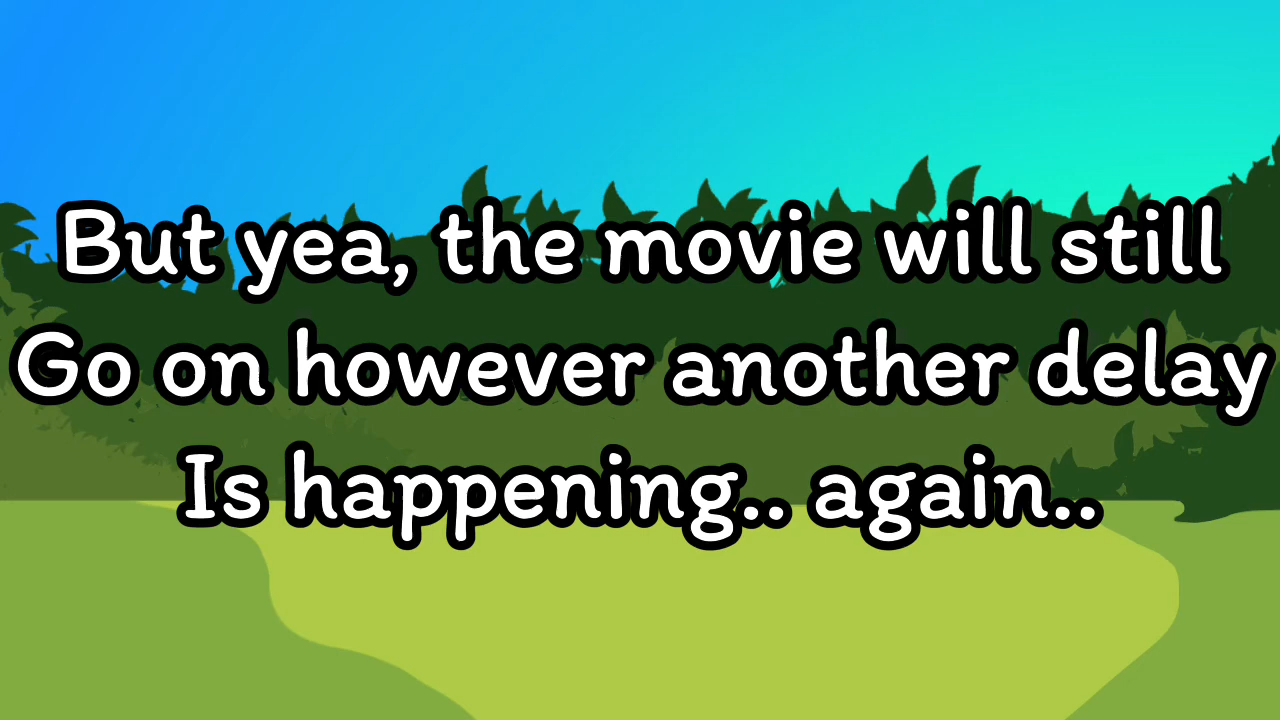 But yea, the movie will still
Go on however another delay
Is happening.. again..